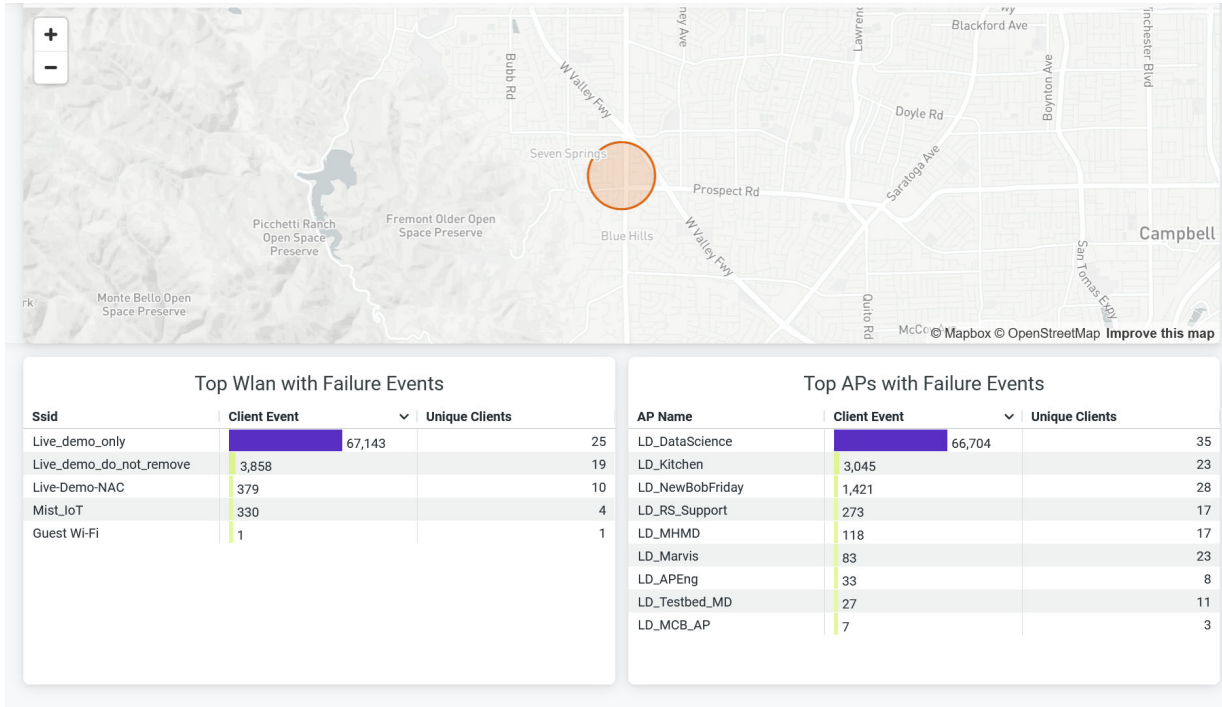 +
−
ney Ave
Lawrenc
Blackford Ave
nchester Blvd
Bubb Rd
W Valley Fwy
Boynton Ave
Doyle Rd
Seven Springs
Saratoga Ave
Prospect Rd
Picchetti Ranch
Open Space
Preserve
Fremont Older Open
Space Preserve
Blue Hills
W Valley Fwy
Campbell
San Tomas Expy
Monte Bello Open
Space Preserve
rk
Quito Rd
© Mapbox © OpenStreetMap Improve this map
Top Wlan with Failure Events
Ssid Client Event Unique Clients
Live_demo_only 67,143 25
Live_demo_do_not_remove 3,858 19
Live-Demo-NAC 379 10
Mist_IoT 330 4
Guest Wi-Fi 1 1
Top APs with Failure Events
AP Name Client Event Unique Clients
LD_DataScience 66,704 35
LD_Kitchen 3,045 23
LD_NewBobFriday 1,421 28
LD_RS_Support 273 17
LD_MHMD 118 17
LD_Marvis 83 23
LD_APEng 33 8
LD_Testbed_MD 27 11
LD_MCB_AP 7 3